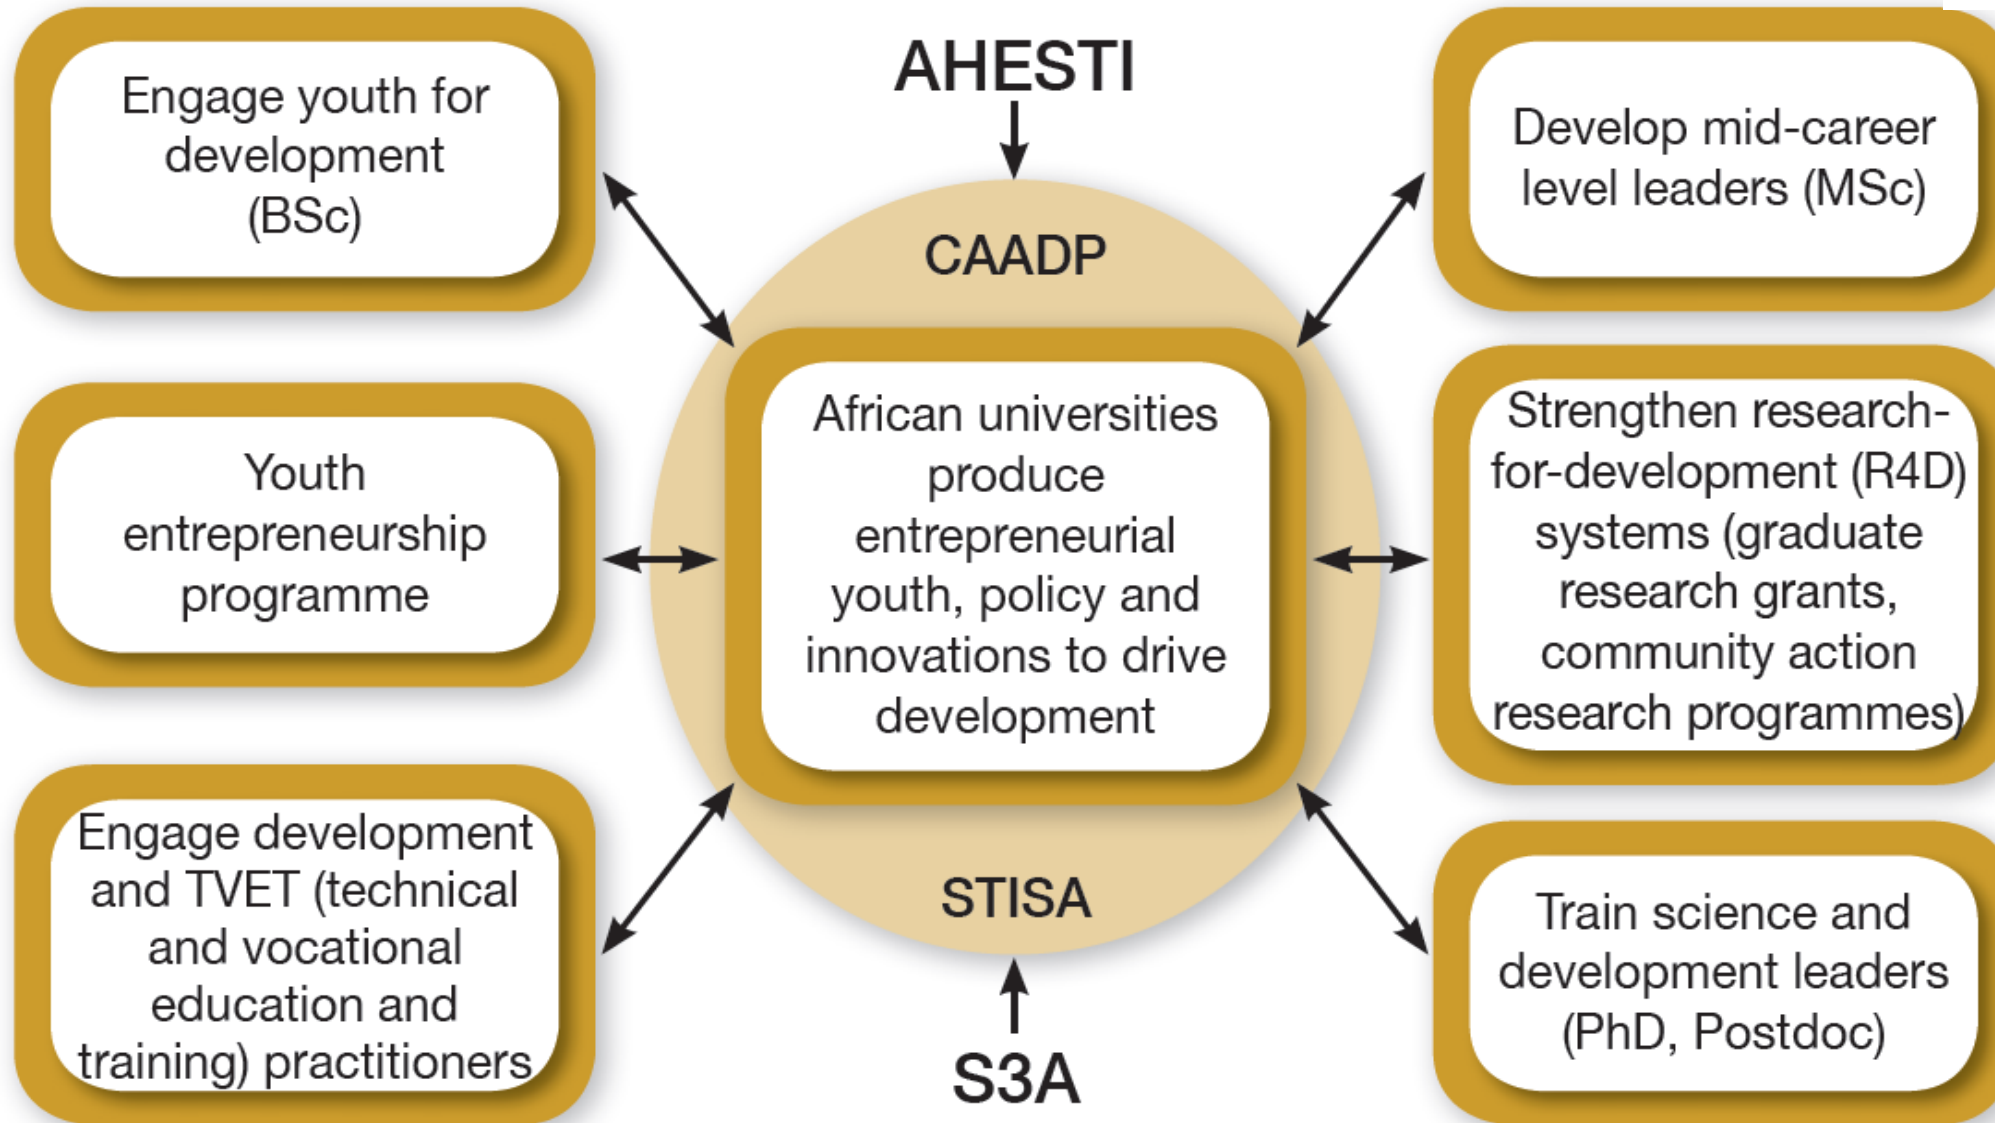 Engage youth for
development
(BSc)
Youth
entrepreneurship
programme
Engage development
and TVET (technical
and vocational
education and
training) practitioners
AHESTI
CAADP
African universities
produce
entrepreneurial
youth, policy and
innovations to drive
development
STISA
S3A
Develop mid-career
level leaders (MSc)
Strengthen research-
for-development (R4D)
systems (graduate
research grants,
community action
research programmes)
Train science and
development leaders
(PhD, Postdoc)